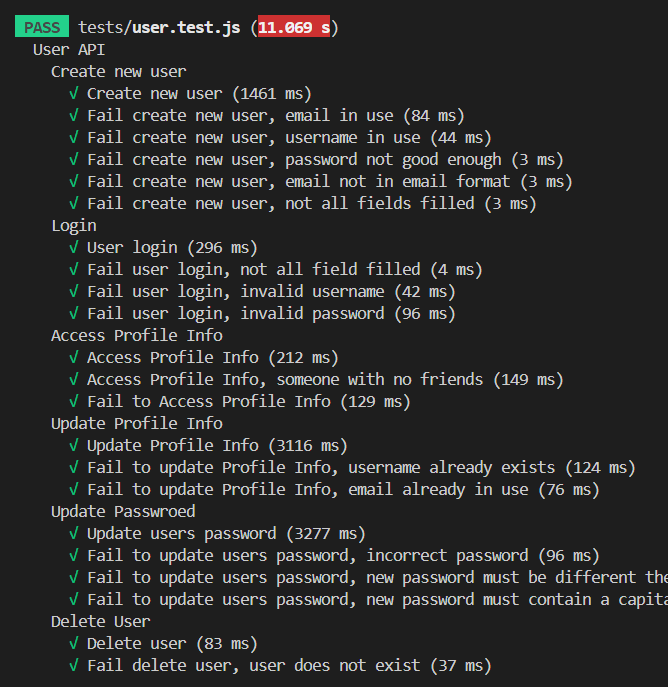 PASS tests/user.test.js (11.069 s)
User API
Create new user
√ Create new user (1461 ms)
√ Fail create new user, email in use (84 ms)
√ Fail create new user, username in use (44 ms)
√ Fail create new user, password not good enough (3 ms)
√ Fail create new user, email not in email format (3 ms)
√ Fail create new user, not all fields filled (3 ms)
Login
√ User login (296 ms)
√ Fail user login, not all field filled (4 ms)
√ Fail user login, invalid username (42 ms)
√ Fail user login, invalid password (96 ms)
Access Profile Info
√ Access Profile Info (212 ms)
√ Access Profile Info, someone with no friends (149 ms)
√ Fail to Access Profile Info (129 ms)
Update Profile Info
√ Update Profile Info (3116 ms)
√ Fail to update Profile Info, username already exists (124 ms)
√ Fail to update Profile Info, email already in use (76 ms)
Update Passwroed
√ Update users password (3277 ms)
√ Fail to update users password, incorrect password (96 ms)
√ Fail to update users password, new password must be different the
√ Fail to update users password, new password must contain a capita
Delete User
√ Delete user (83 ms)
√ Fail delete user, user does not exist (37 ms)